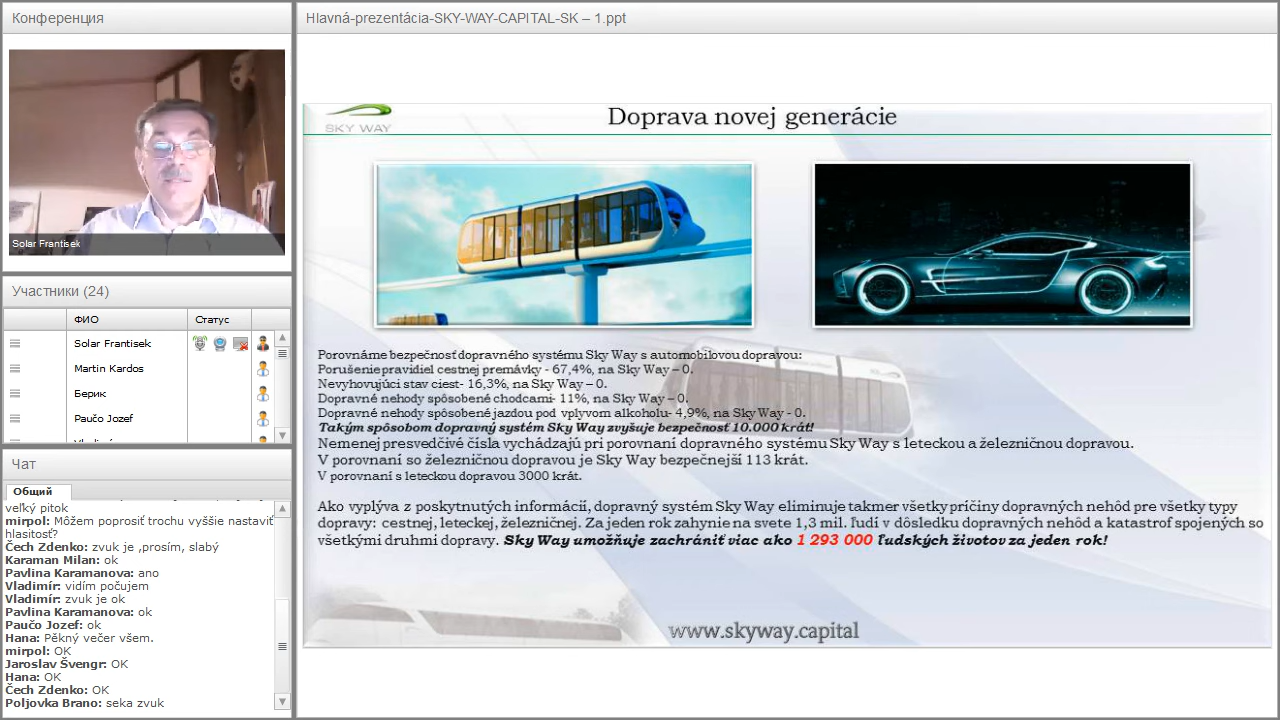 Конференция
Solar Frantisek
Участники (24)
ФИО
Статус
Solar Frantisek
Martin Kardos
Берик
Paučo Jozef
Чат
Общий
veľký pitok
mirpol: Môžem poprosiť trochu vyššie nastaviť
hlasitosť?
Čech Zdenko: zvuk je ,prosím, slabý
Karaman Milan: ok
Pavlina Karamanova: ano
Vladimír: vidím počujem
Vladimír: zvuk je ok
Pavlina Karamanova: ok
Paučo Jozef: ok
Hana: Pěkný večer všem.
mirpol: OK
Jaroslav Švengr: OK
Hana: OK
Čech Zdenko: OK
Poljovka Brano: seka zvuk
Hlavná-prezentácia-SKY-WAY-CAPITAL-SK – 1.ppt
SKY WAY
Doprava novej generácie
Porovnáme bezpečnosť dopravného systému Sky Way s automobilovou dopravou:
Porušenie pravidiel cestnej premávky - 67,4%, na Sky Way – 0.
Nevyhovujúci stav ciest- 16,3%, na Sky Way – 0.
Dopravné nehody spôsobené chodcami- 11%, na Sky Way – 0.
Dopravné nehody spôsobené jazdou pod vplyvom alkoholu- 4,9%, na Sky Way - 0.
Takým spôsobom dopravný systém Sky Way zvyšuje bezpečnosť 10.000 krát!
Nemenej presvedčivé čísla vychádzajú pri porovnaní dopravného systému Sky Way s leteckou a železničnou dopravou.
V porovnaní so železničnou dopravou je Sky Way bezpečnejší 113 krát.
V porovnaní s leteckou dopravou 3000 krát.
Ako vyplýva z poskytnutých informácií, dopravný systém Sky Way eliminuje takmer všetky príčiny dopravných nehôd pre všetky typy
dopravy: cestnej, leteckej, železničnej. Za jeden rok zahynie na svete 1,3 mil. ľudí v dôsledku dopravných nehôd a katastrof spojených so
všetkými druhmi dopravy. Sky Way umožňuje zachrániť viac ako 1 293 000 ľudských životov za jeden rok!
www.skyway.capital